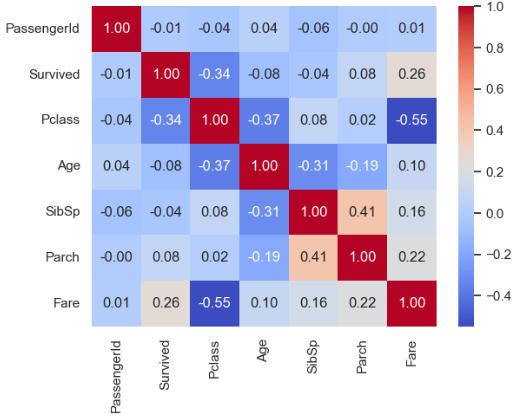 PassengerId 1.00 -0.01 -0.04 0.04 -0.06 -0.00 0.01
Survived -0.01 1.00 -0.34 -0.08 -0.04 0.08 0.26
Pclass -0.04 -0.34 1.00 -0.37 0.08 0.02 -0.55
Age 0.04 -0.08 -0.37 1.00 -0.31 -0.19 0.10
SibSp -0.06 -0.04 0.08 -0.31 1.00 0.41 0.16
Parch -0.00 0.08 0.02 -0.19 0.41 1.00 0.22
Fare 0.01 0.26 -0.55 0.10 0.16 0.22 1.00
PassengerId Survived Pclass Age SibSp Parch Fare
1.0
0.8
0.6
0.4
0.2
0.0
−0.2
−0.4